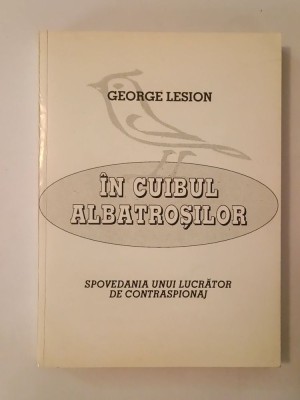 GEORGE LESION
ÎN CUIBUL
ALBATROȘILOR
SPOVEDANIA UNUI LUCRĂTOR
DE CONTRASPIONAJ